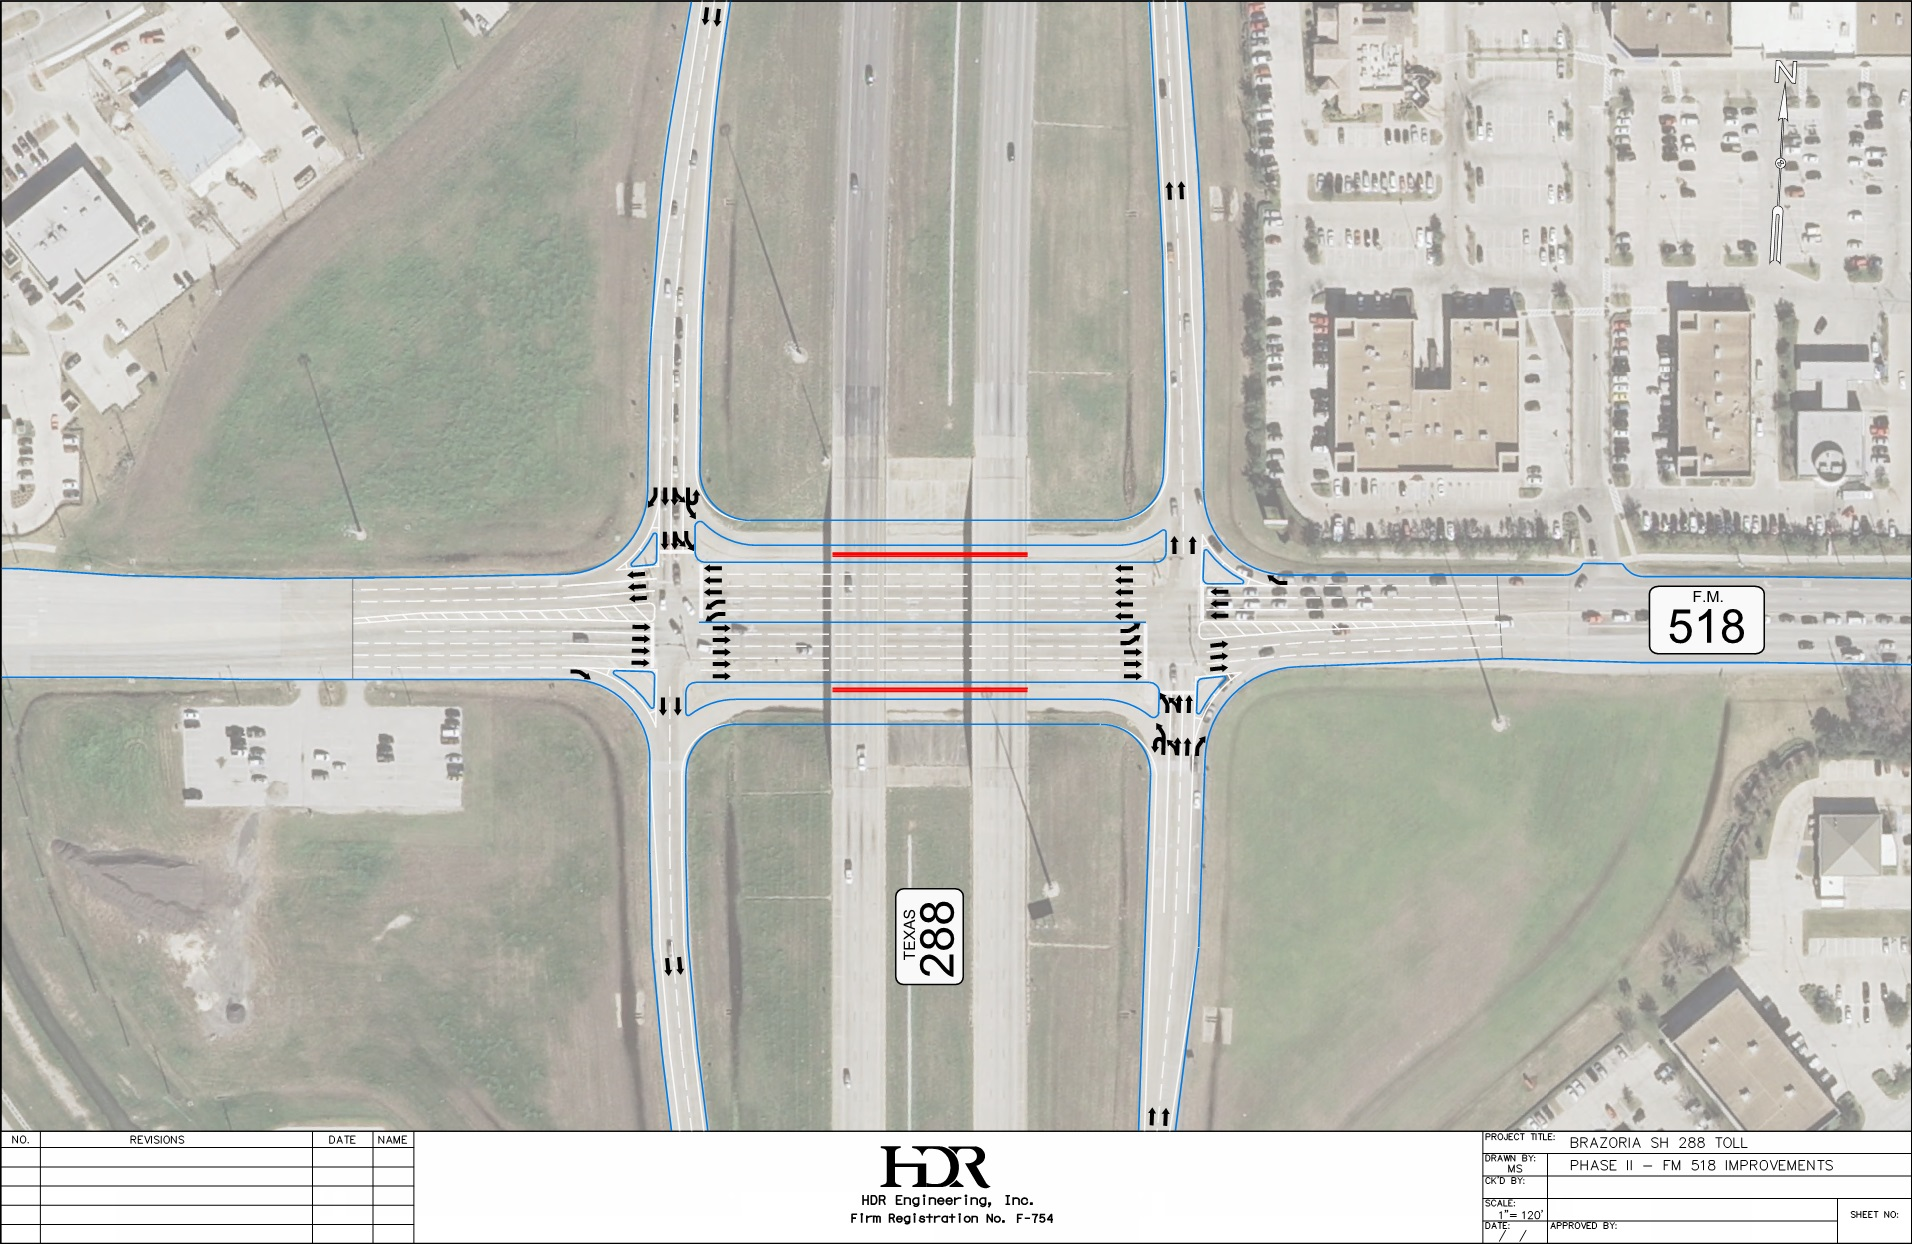 N
F.M.
518
TEXAS
288
NO.
REVISIONS
DATE
NAME
HDR
HDR Engineering, Inc.
Firm Registration No. F-754
PROJECT TITLE:
BRAZORIA SH 288 TOLL
DRAWN BY:
MS
PHASE II – FM 518 IMPROVEMENTS
CK'D BY:
SCALE:
1"= 120'
DATE:
/ /
APPROVED BY:
SHEET NO: